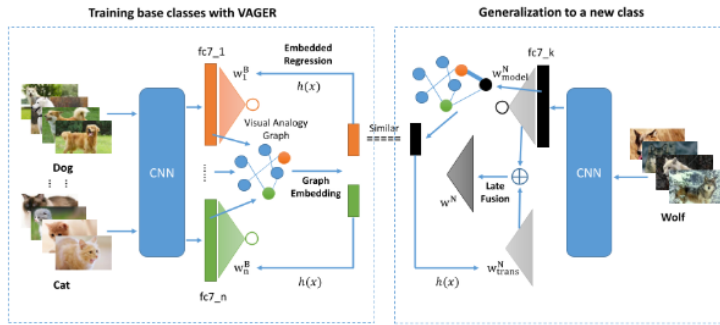 Training base classes with VAGER
Generalization to a new class
fc7_1
w₁ᴮ
Embedded
Regression
h(x)
Dog
CNN
Visual Analogy
Graph
Graph
Embedding
Cat
fc7_n
wₙᴮ
h(x)
Similar
fc7_k
wᴺmodel
wᴺ
Late
Fusion
h(x)
wᴺtrans
CNN
Wolf